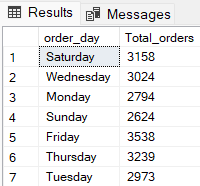 Results Messages
order_day Total_orders
1 Saturday 3158
2 Wednesday 3024
3 Monday 2794
4 Sunday 2624
5 Friday 3538
6 Thursday 3239
7 Tuesday 2973